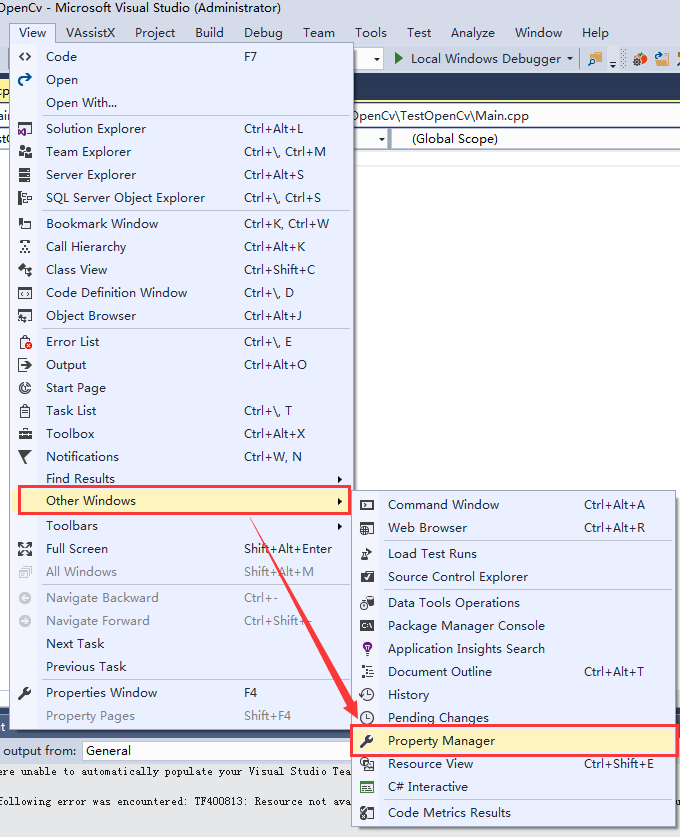 OpenCv - Microsoft Visual Studio (Administrator)
View VAssistX Project Build Debug Team Tools Test Analyze Window Help
Local Windows Debugger
OpenCv\TestOpenCv\Main.cpp
(Global Scope)
Code F7
Open
Open With...
Solution Explorer Ctrl+Alt+L
Team Explorer Ctrl+\, Ctrl+M
Server Explorer Ctrl+Alt+S
SQL Server Object Explorer Ctrl+\, Ctrl+S
Bookmark Window Ctrl+K, Ctrl+W
Call Hierarchy Ctrl+Alt+K
Class View Ctrl+Shift+C
Code Definition Window Ctrl+\, D
Object Browser Ctrl+Alt+J
Error List Ctrl+\, E
Output Ctrl+Alt+O
Start Page
Task List Ctrl+\, T
Toolbox Ctrl+Alt+X
Notifications Ctrl+W, N
Find Results
Other Windows
Toolbars
Full Screen Shift+Alt+Enter
All Windows Shift+Alt+M
Navigate Backward Ctrl+-
Navigate Forward Ctrl+Shift+-
Next Task
Previous Task
Properties Window F4
Property Pages Shift+F4
Command Window Ctrl+Alt+A
Web Browser Ctrl+Alt+R
Load Test Runs
Source Control Explorer
Data Tools Operations
Package Manager Console
Application Insights Search
Document Outline Ctrl+Alt+T
History
Pending Changes
Property Manager
Resource View Ctrl+Shift+E
C# Interactive
Code Metrics Results
output from: General
ere unable to automatically populate your Visual Studio Tea
following error was encountered: TF400813: Resource not ava